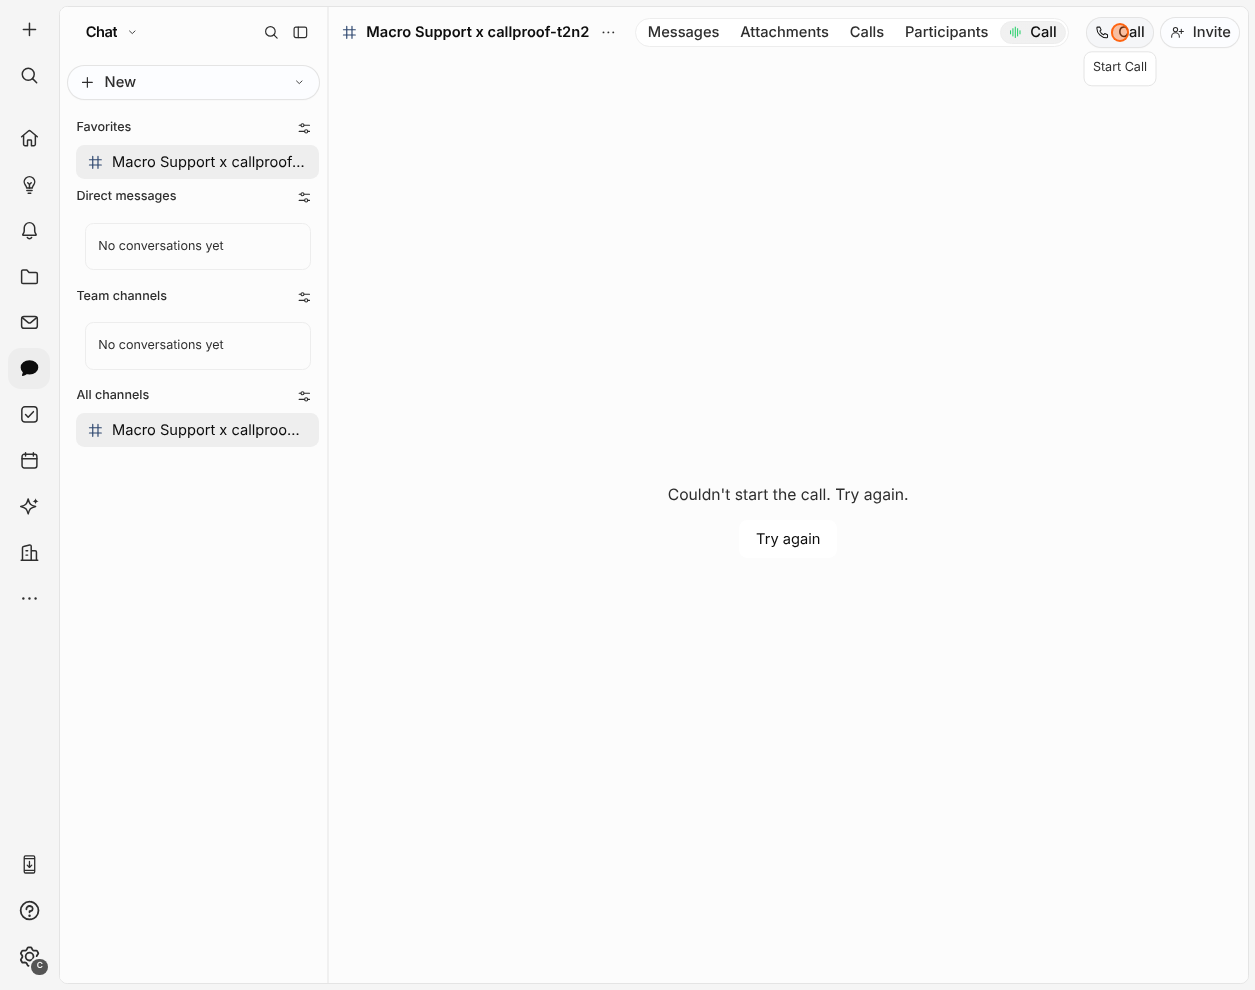 Chat
New
Favorites
Macro Support x callproof...
Direct messages
No conversations yet
Team channels
No conversations yet
All channels
Macro Support x callproo...
C
Macro Support x callproof-t2n2
Messages Attachments Calls Participants Call
Call
Invite
Start Call
Couldn't start the call. Try again.
Try again